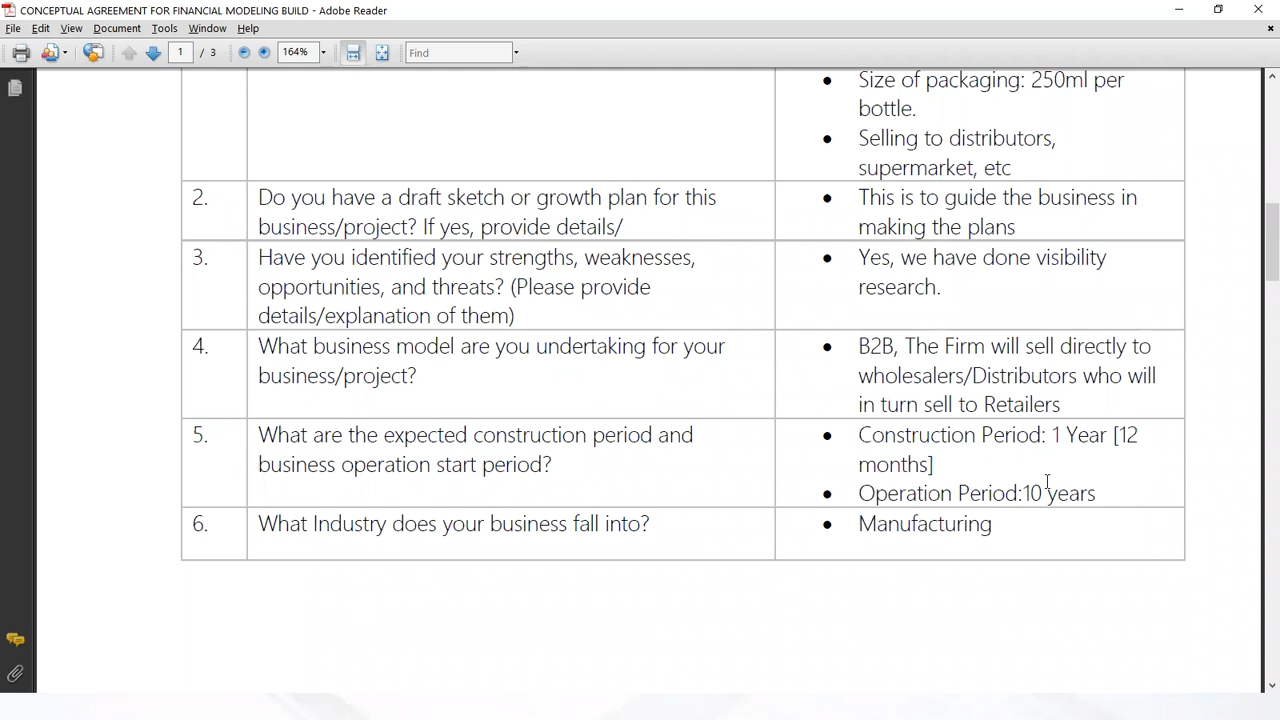 CONCEPTUAL AGREEMENT FOR FINANCIAL MODELING BUILD - Adobe Reader
File Edit View Document Tools Window Help
1 / 3 164% Find
Size of packaging: 250ml per
bottle.
Selling to distributors,
supermarket, etc
2. Do you have a draft sketch or growth plan for this
business/project? If yes, provide details/
This is to guide the business in
making the plans
3. Have you identified your strengths, weaknesses,
opportunities, and threats? (Please provide
details/explanation of them)
Yes, we have done visibility
research.
4. What business model are you undertaking for your
business/project?
B2B, The Firm will sell directly to
wholesalers/Distributors who will
in turn sell to Retailers
5. What are the expected construction period and
business operation start period?
Construction Period: 1 Year [12
months]
Operation Period:10 years
6. What Industry does your business fall into?
Manufacturing